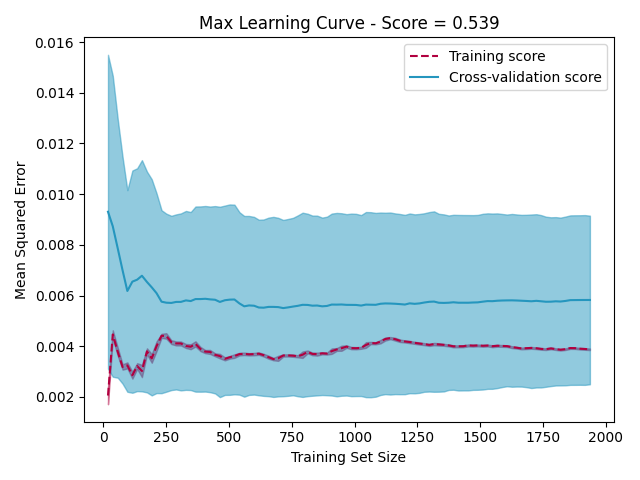 Max Learning Curve - Score = 0.539
Training score
Cross-validation score
0.016
0.014
0.012
0.010
0.008
0.006
0.004
0.002
Mean Squared Error
0 250 500 750 1000 1250 1500 1750 2000
Training Set Size